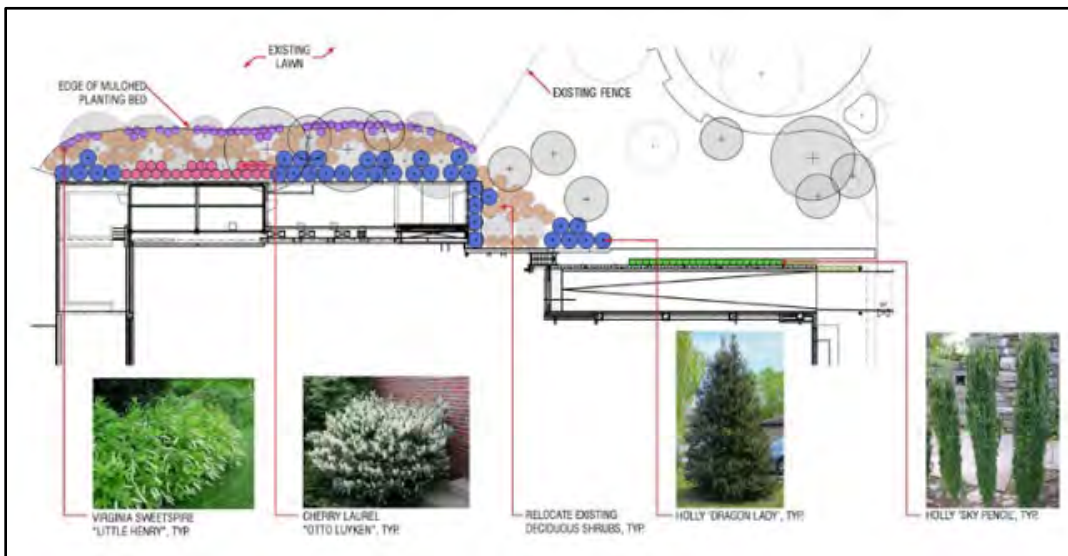 EXISTING
LAWN
EDGE OF MULCHED
PLANTING BED
EXISTING FENCE
VIRGINIA SWEETSPIRE
"LITTLE HENRY", TYP.
CHERRY LAUREL
"OTTO LUYKEN", TYP.
RELOCATE EXISTING
DECIDUOUS SHRUBS, TYP.
HOLLY 'DRAGON LADY', TYP.
HOLLY 'SKY PENCIL', TYP.